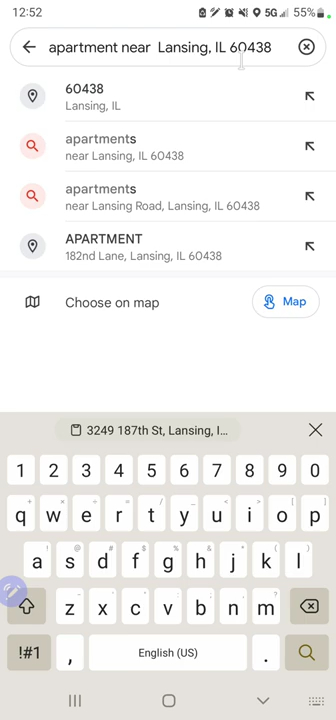 12:52 5G 55%
apartment near  Lansing, IL 60438
60438
Lansing, IL
apartments
near Lansing, IL 60438
apartments
near Lansing Road, Lansing, IL 60438
APARTMENT
182nd Lane, Lansing, IL 60438
Choose on map Map
3249 187th St, Lansing, I...
1 2 3 4 5 6 7 8 9 0
q w e r t y u i o p
a s d f g h j k l
z x c v b n m
!#1 , English (US) .